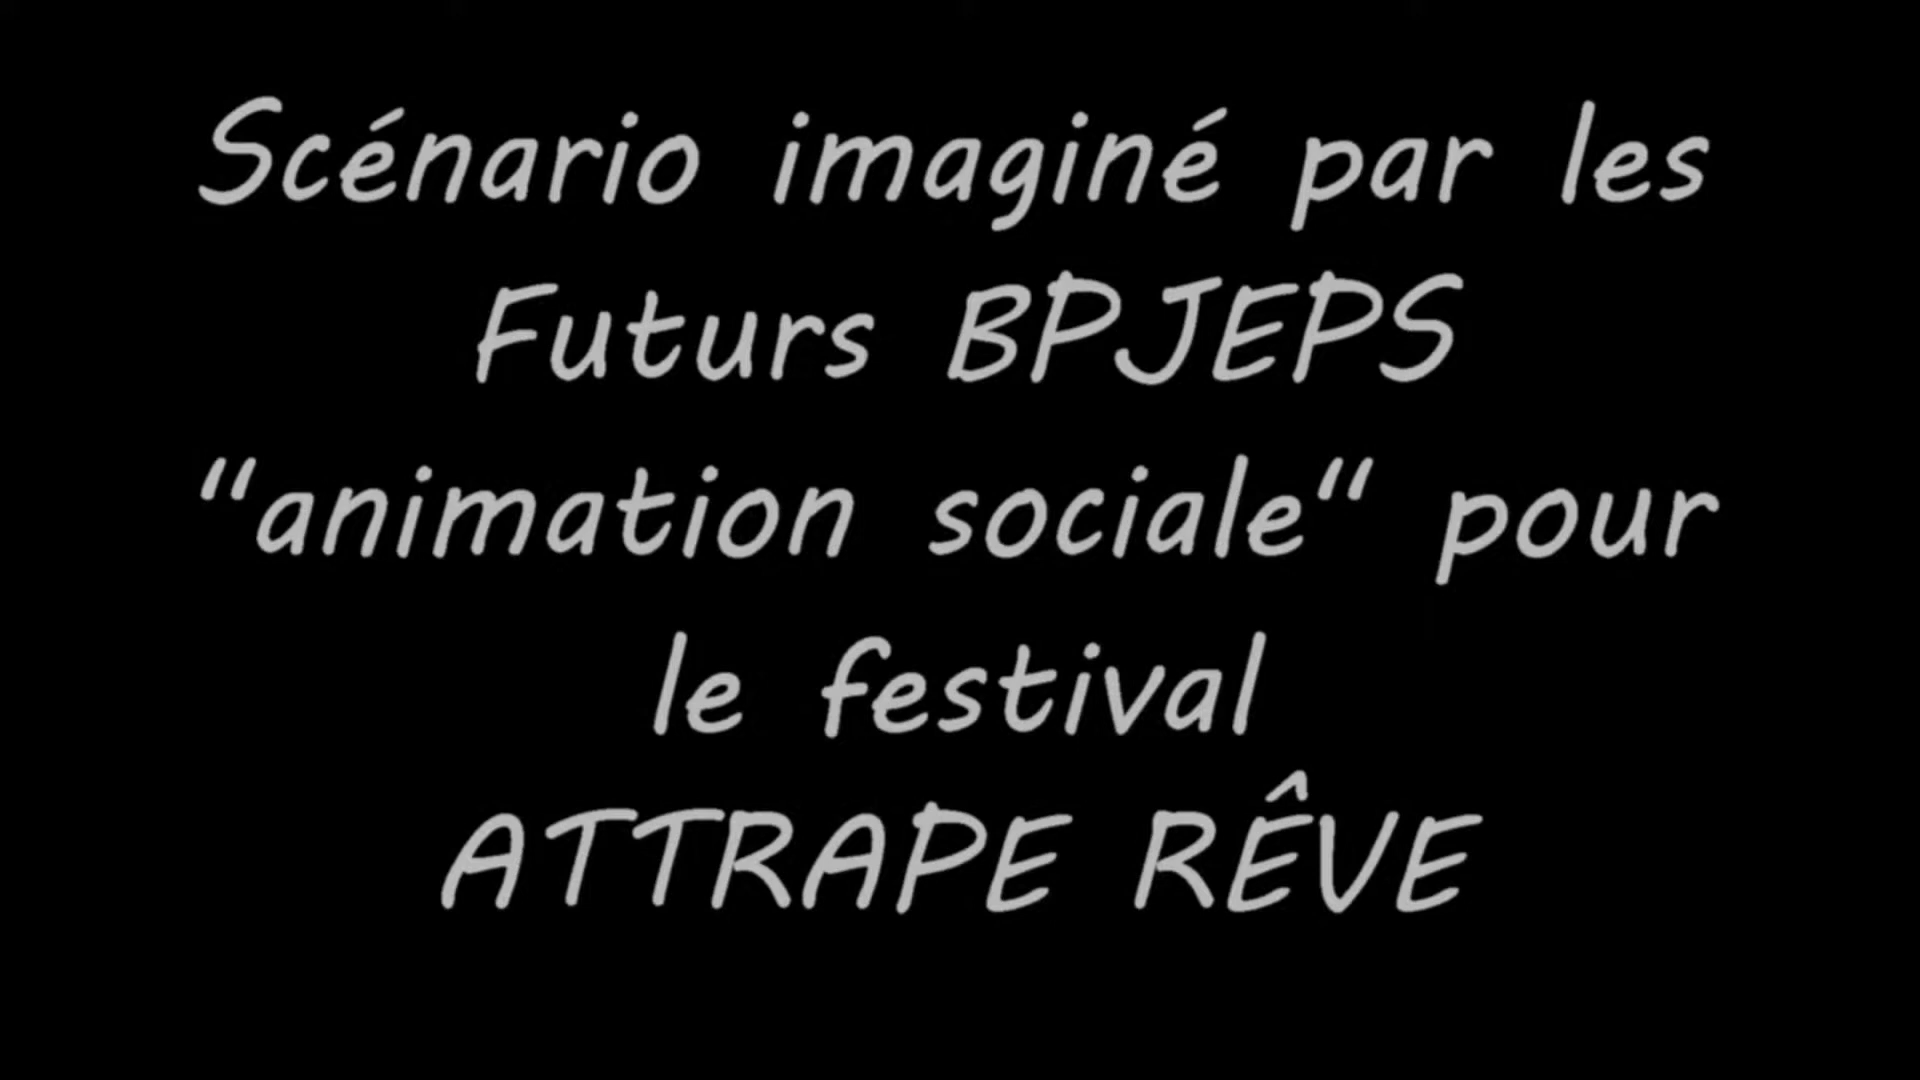 Scénario imaginé par les
Futurs BPJEPS
“animation sociale“ pour
le festival
ATTRAPE RÊVE